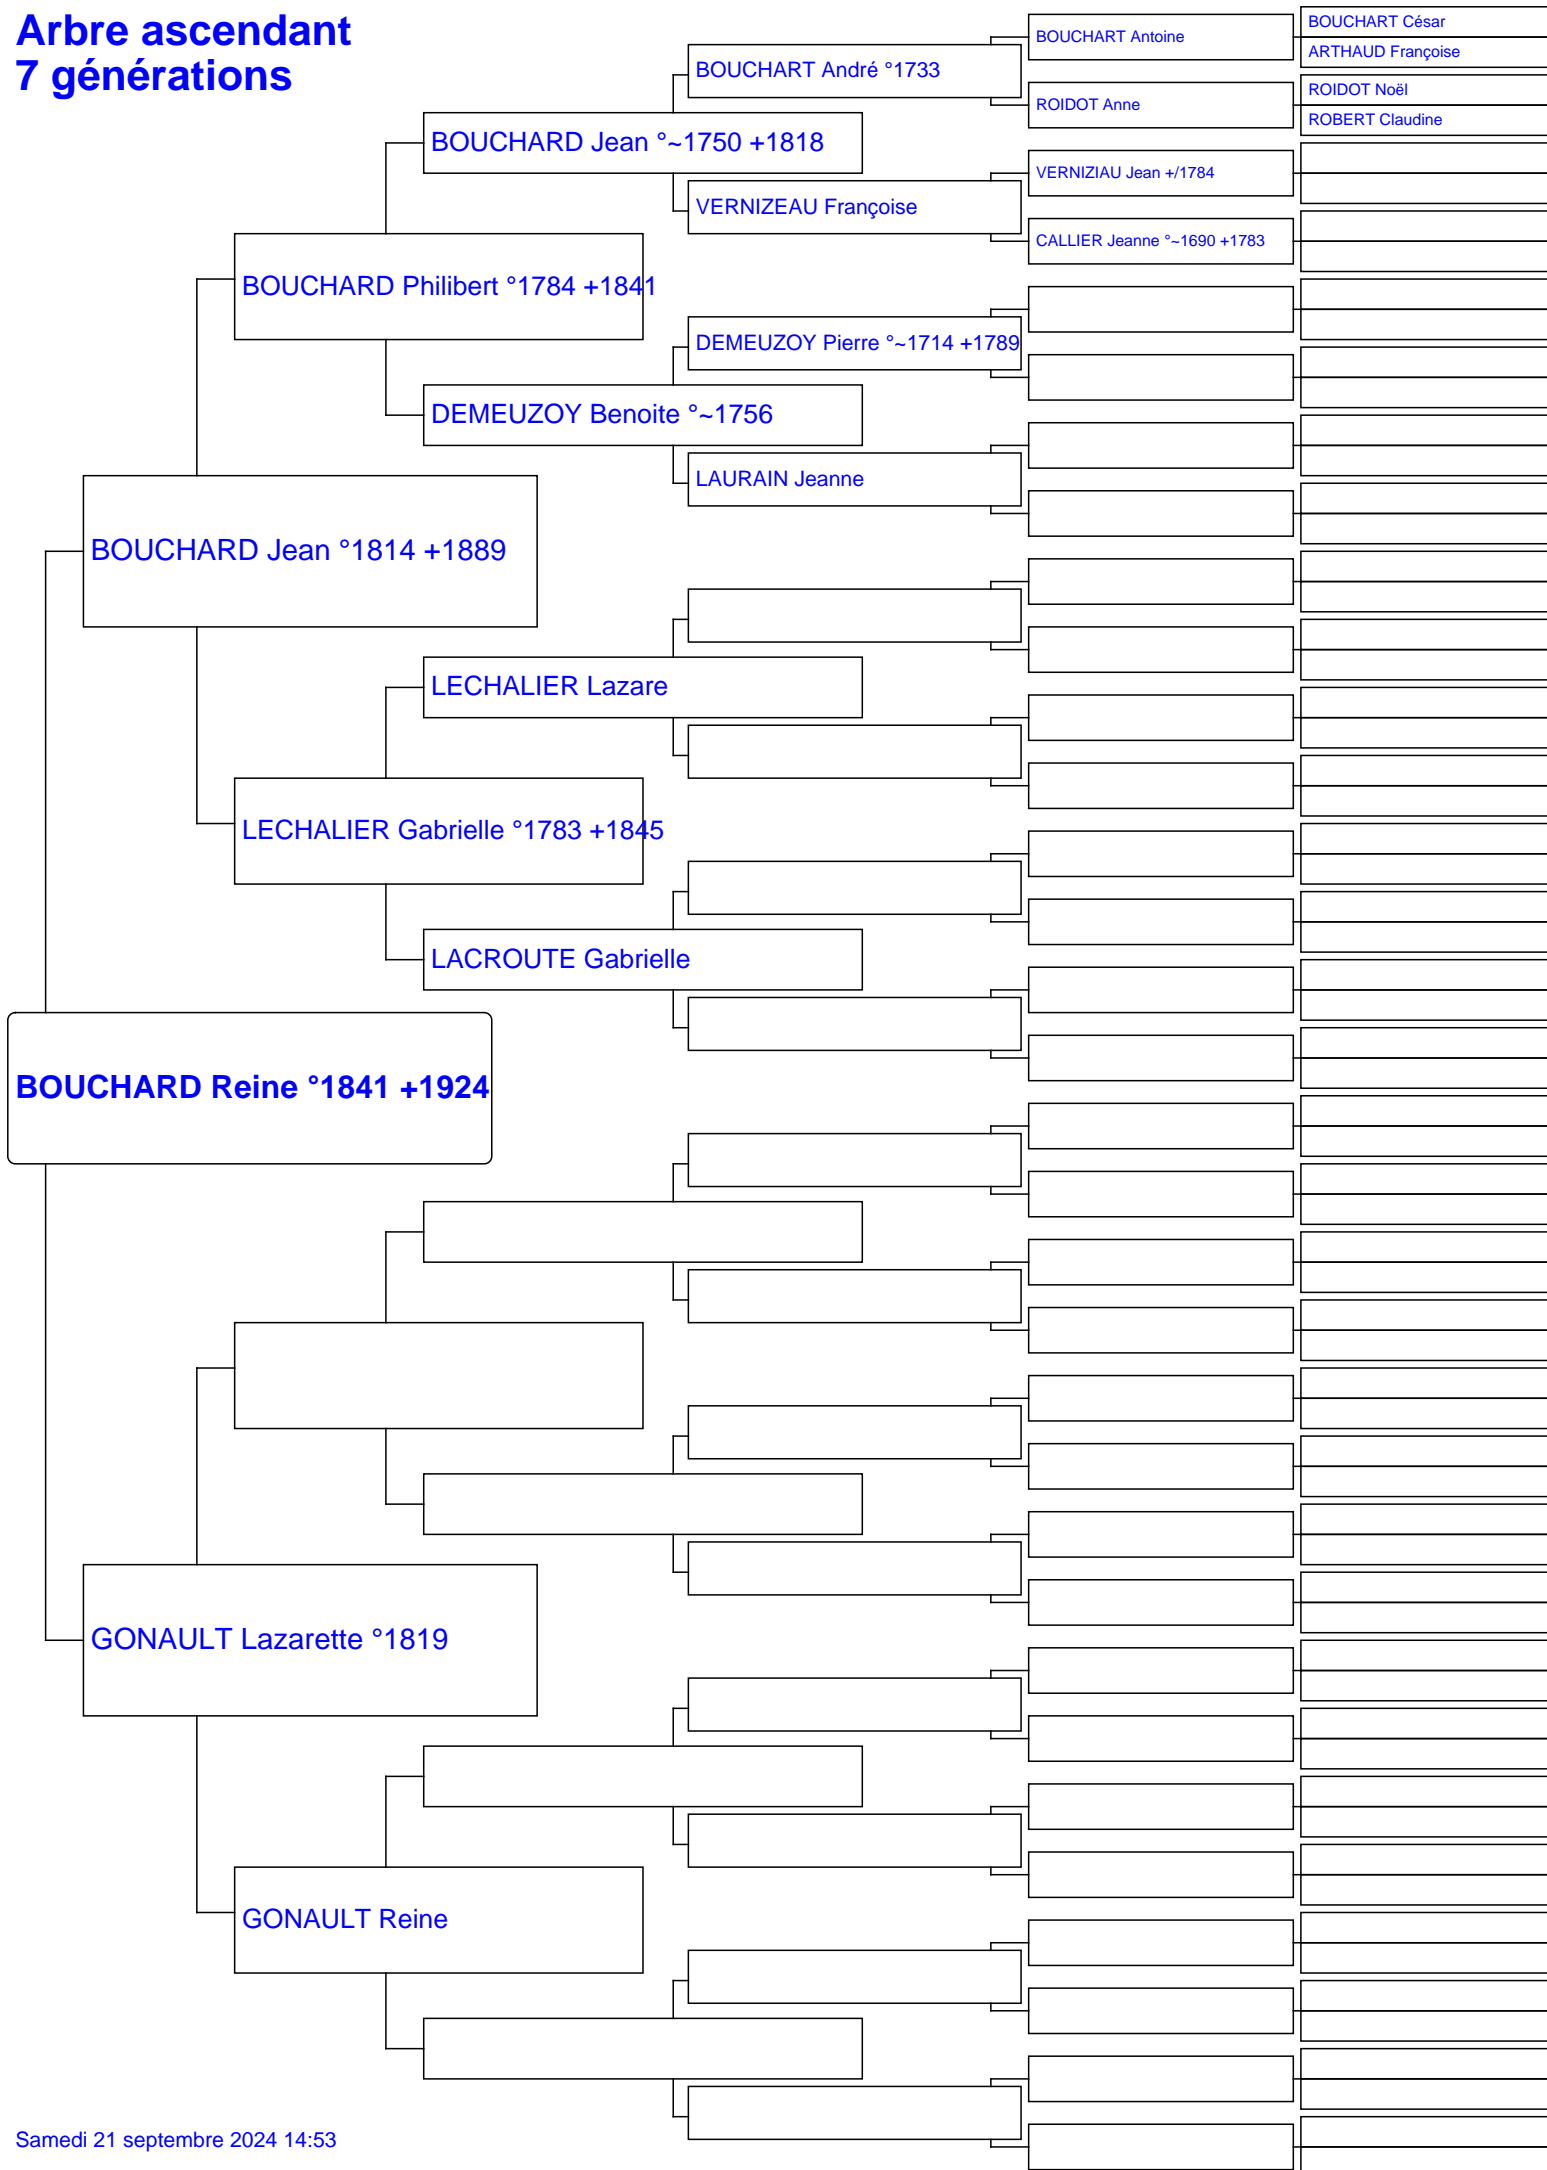 Arbre ascendant
7 générations
BOUCHART César
BOUCHART Antoine
ARTHAUD Françoise
BOUCHART André °1733
ROIDOT Noël
ROIDOT Anne
ROBERT Claudine
BOUCHARD Jean °~1750 +1818
VERNIZIAU Jean +/1784
VERNIZEAU Françoise
CALLIER Jeanne °~1690 +1783
BOUCHARD Philibert °1784 +1841
DEMEUZOY Pierre °~1714 +1789
DEMEUZOY Benoite °~1756
LAURAIN Jeanne
BOUCHARD Jean °1814 +1889
LECHALIER Lazare
LECHALIER Gabrielle °1783 +1845
LACROUTE Gabrielle
BOUCHARD Reine °1841 +1924
GONAULT Lazarette °1819
GONAULT Reine
Samedi 21 septembre 2024 14:53